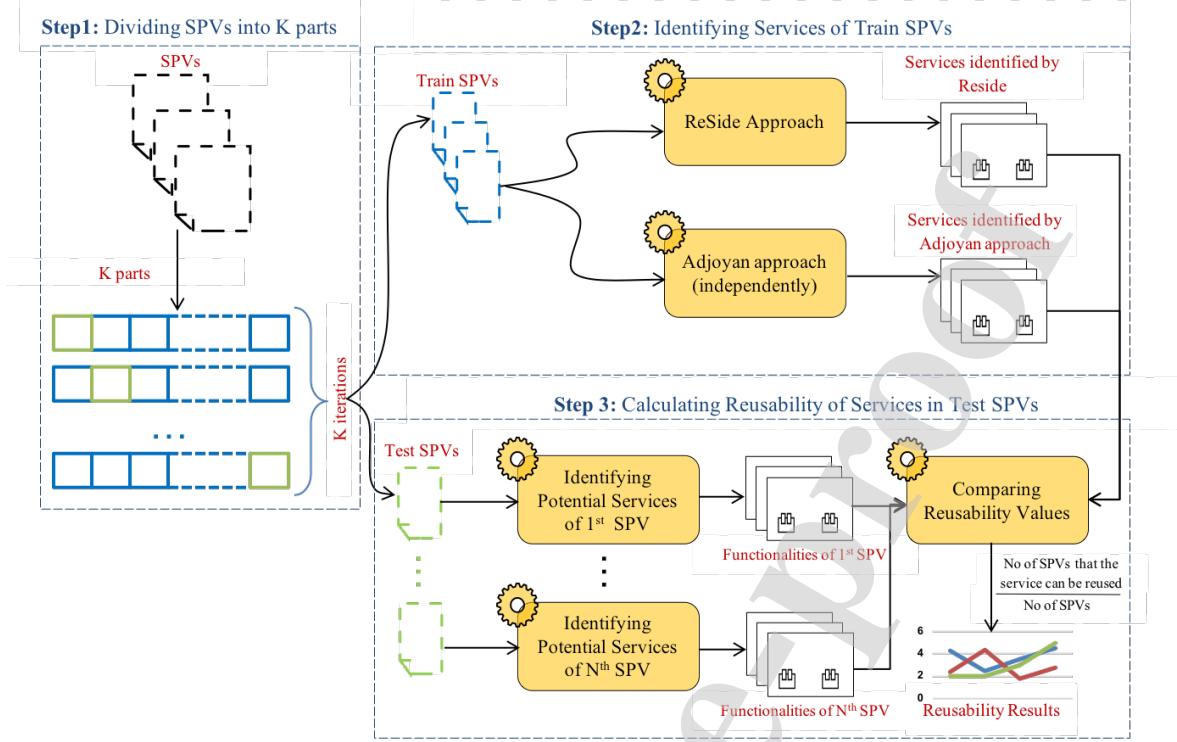 Step1: Dividing SPVs into K parts
SPVs
K parts
...
K iterations
Step2: Identifying Services of Train SPVs
Train SPVs
ReSide Approach
Services identified by
Reside
Adjoyan approach
(independently)
Services identified by
Adjoyan approach
Step 3: Calculating Reusability of Services in Test SPVs
Test SPVs
Identifying
Potential Services
of 1st SPV
Functionalities of 1st SPV
Identifying
Potential Services
of Nth SPV
Functionalities of Nth SPV
Comparing
Reusability Values
No of SPVs that the
service can be reused
No of SPVs
6
4
2
0
Reusability Results
e-proof